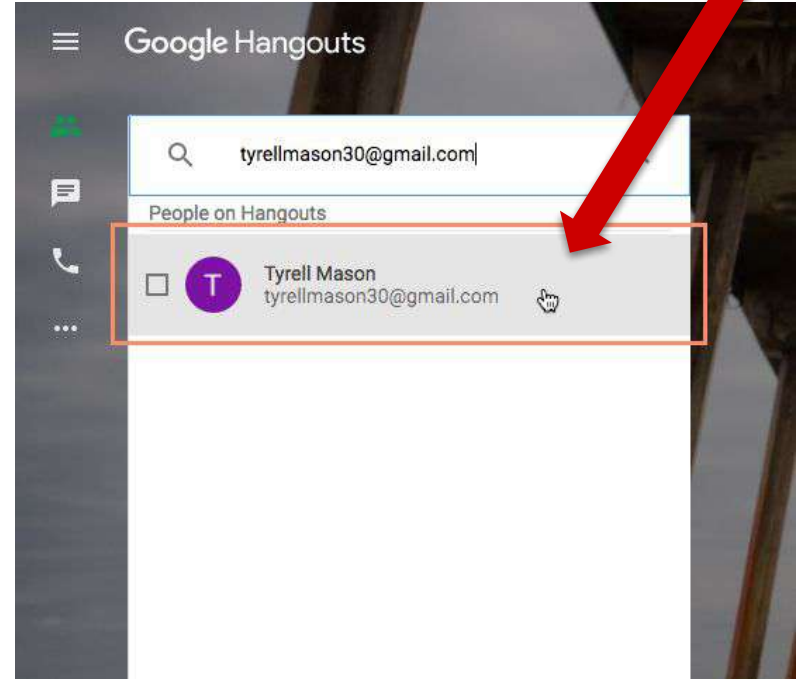 Google Hangouts
tyrellmason30@gmail.com
People on Hangouts
T
Tyrell Mason
tyrellmason30@gmail.com